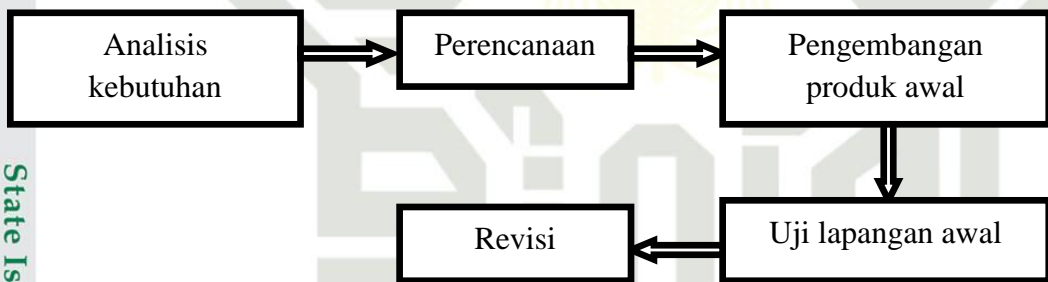 Analisis
kebutuhan
Perencanaan
Pengembangan
produk awal
Uji lapangan awal
Revisi
State Is